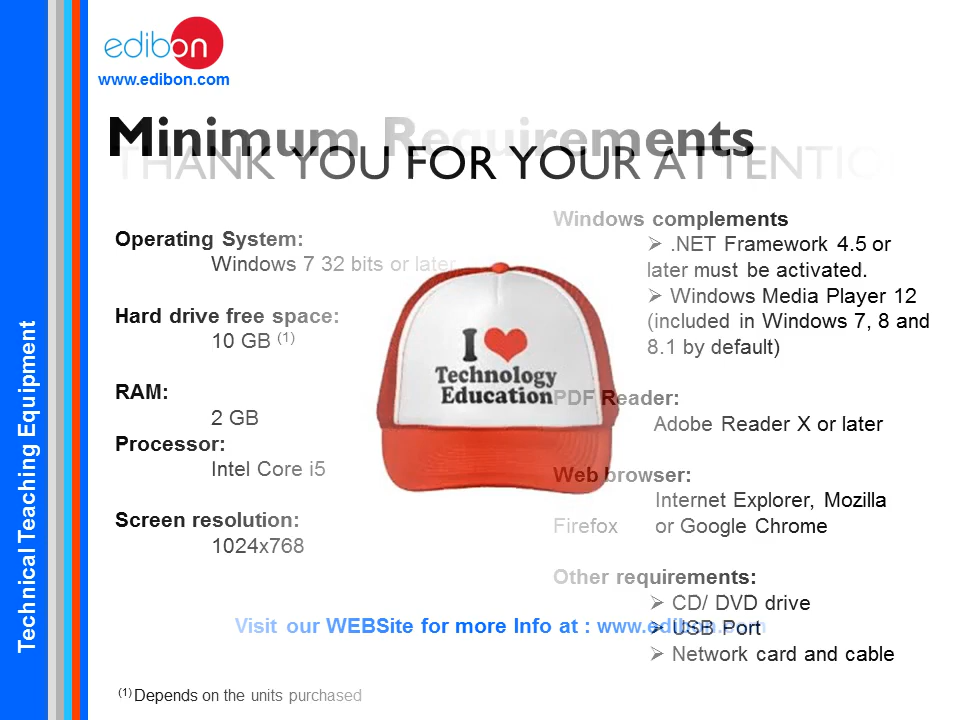 edibon
www.edibon.com
Minimum Requirements
THANK YOU FOR YOUR ATTENTIO
Operating System:
Windows 7 32 bits or later
Hard drive free space:
10 GB (1)
RAM:
2 GB
Processor:
Intel Core i5
Screen resolution:
1024x768
I ❤ 
Technology
Education
Windows complements
➢ .NET Framework 4.5 or
later must be activated.
➢ Windows Media Player 12
(included in Windows 7, 8 and
8.1 by default)
PDF Reader:
Adobe Reader X or later
Web browser:
Internet Explorer, Mozilla
Firefox or Google Chrome
Other requirements:
➢ CD/ DVD drive
➢ USB Port
➢ Network card and cable
Visit our WEBSite for more Info at : www.edibon.com
(1) Depends on the units purchased
Technical Teaching Equipment